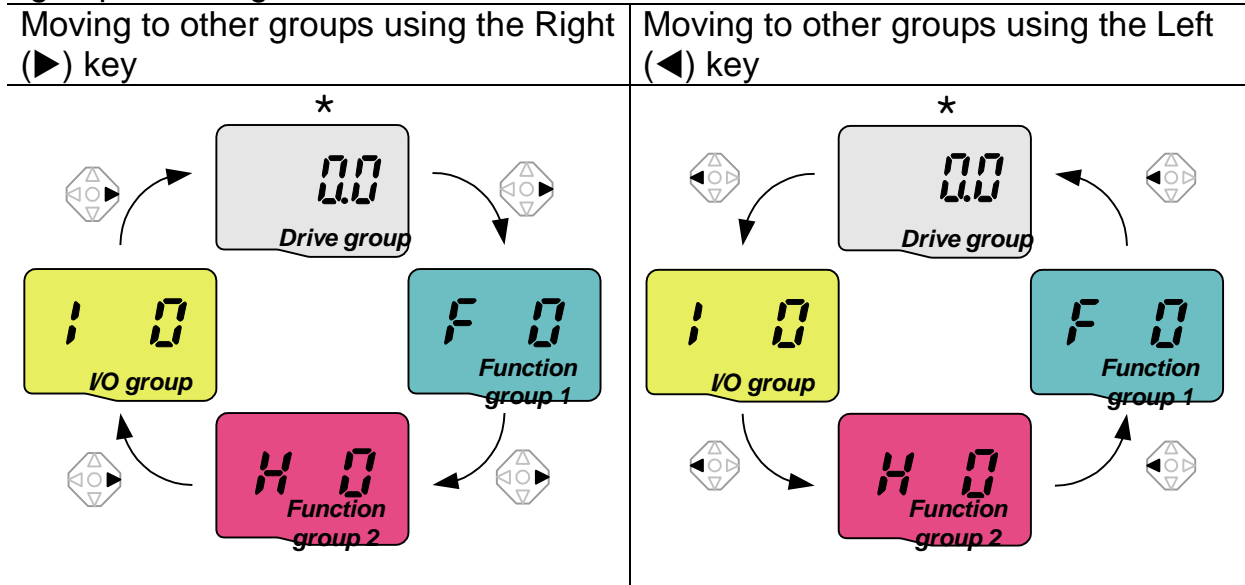 Moving to other groups using the Right
(▶) key
Moving to other groups using the Left
(◀) key
*
0.0
Drive group
I 0
I/O group
F 0
Function
group 1
H 0
Function
group 2
*
0.0
Drive group
I 0
I/O group
F 0
Function
group 1
H 0
Function
group 2